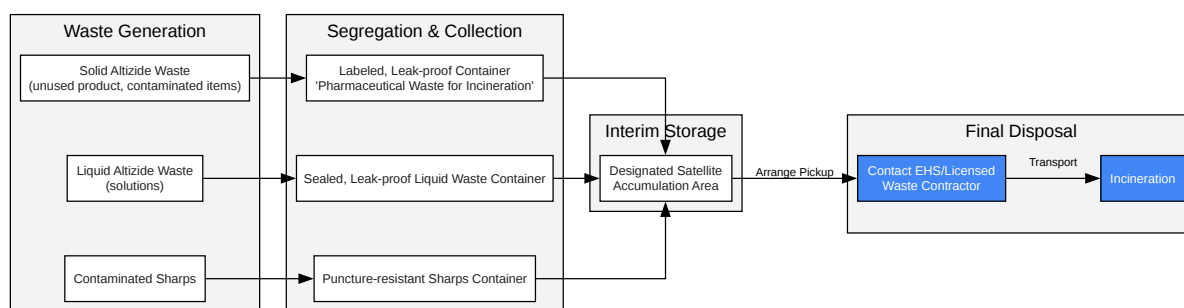 Waste Generation
Solid Altizide Waste
(unused product, contaminated items)
Liquid Altizide Waste
(solutions)
Contaminated Sharps
Segregation & Collection
Labeled, Leak-proof Container
'Pharmaceutical Waste for Incineration'
Sealed, Leak-proof Liquid Waste Container
Puncture-resistant Sharps Container
Interim Storage
Designated Satellite
Accumulation Area
Arrange Pickup
Final Disposal
Contact EHS/Licensed
Waste Contractor
Transport
Incineration